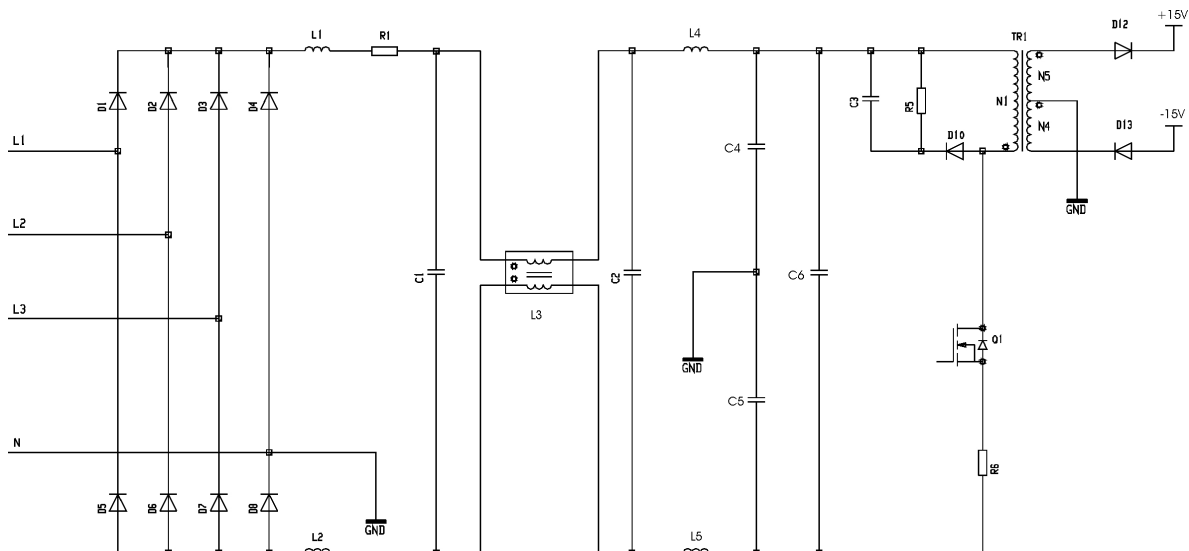 +15V
D12
L1
R1
L4
TR1
D1
D2
D3
D4
C3
R5
N1
N5
N4
-15V
D13
D10
L1
C4
GND
L2
C1
C2
C6
L3
L3
Q1
GND
C5
N
R6
D5
D6
D7
D8
GND
L2
L5